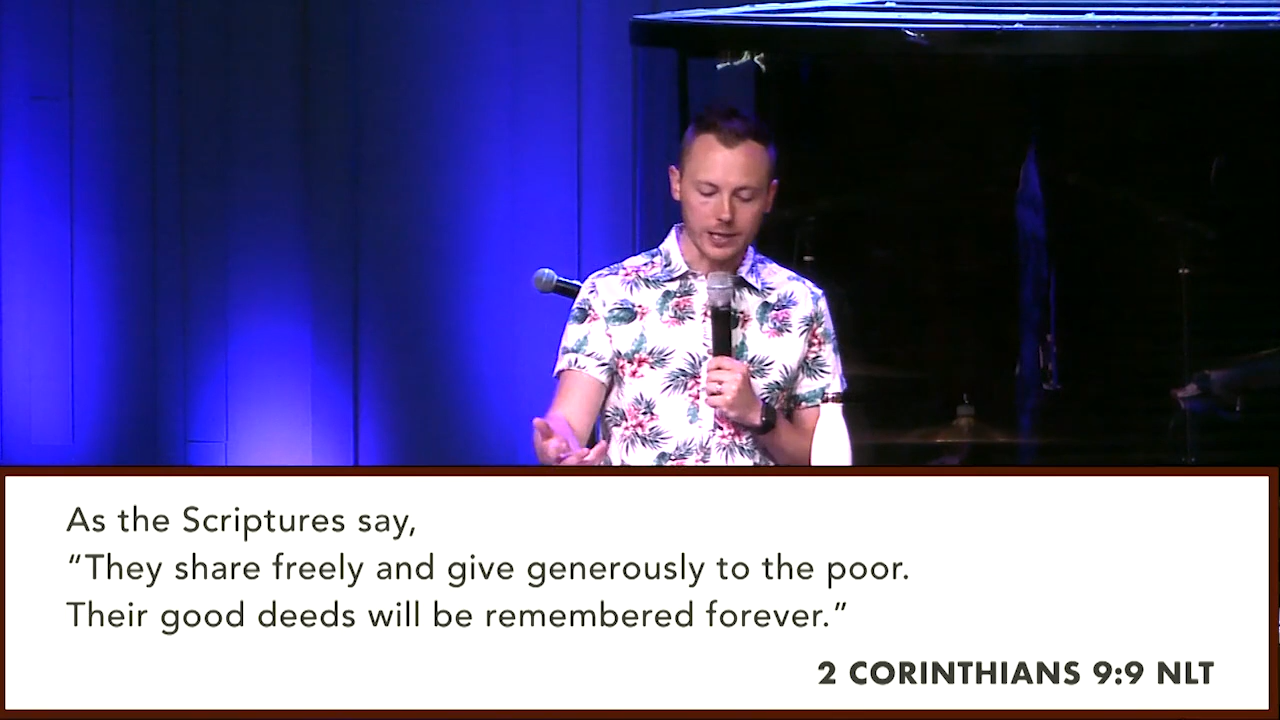 As the Scriptures say,
“They share freely and give generously to the poor.
Their good deeds will be remembered forever.”
2 CORINTHIANS 9:9 NLT